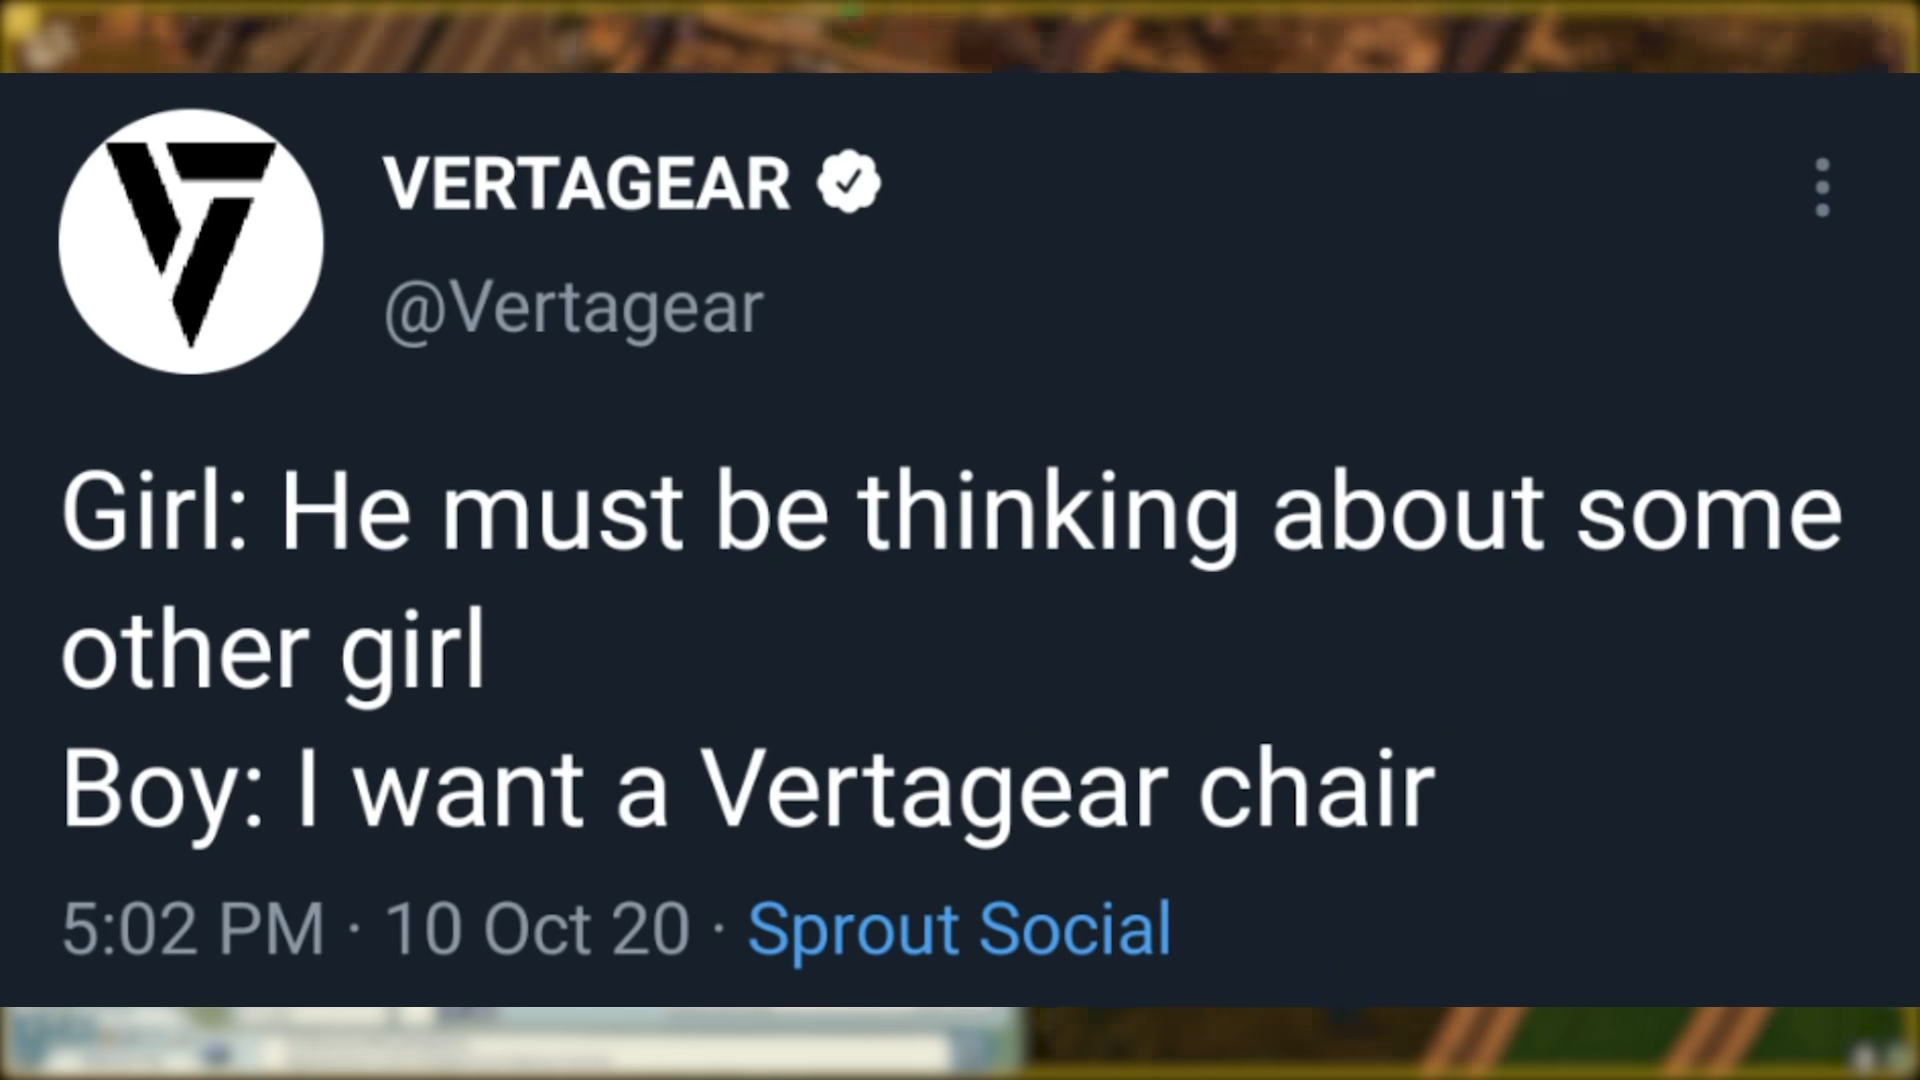 VERTAGEAR
@Vertagear
Girl: He must be thinking about some
other girl
Boy: I want a Vertagear chair
5:02 PM · 10 Oct 20 · Sprout Social